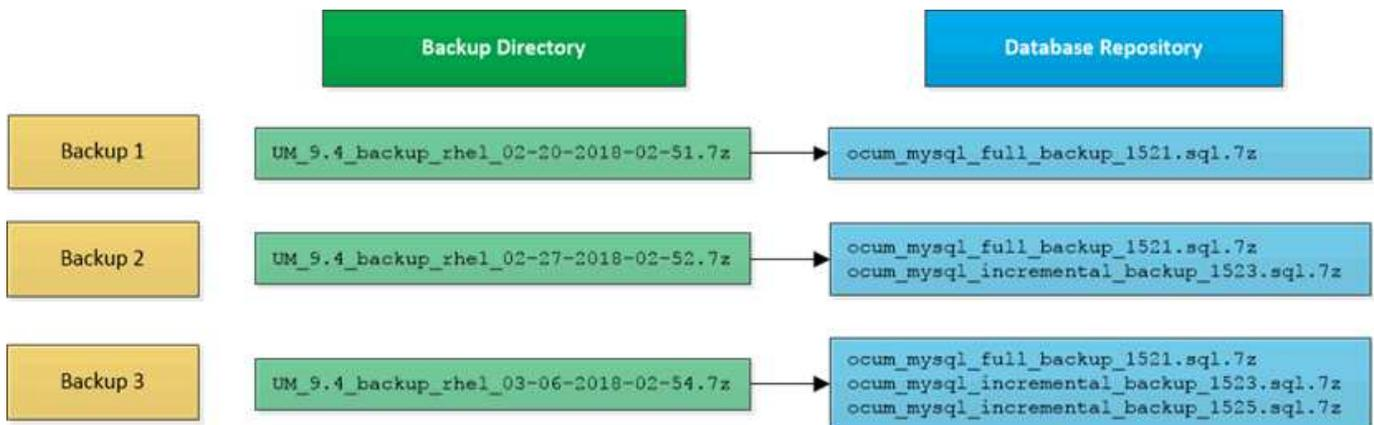 Backup Directory
Database Repository
Backup 1
UM_9.4_backup_rhel_02-20-2018-02-51.7z
ocum_mysql_full_backup_1521.sql.7z
Backup 2
UM_9.4_backup_rhel_02-27-2018-02-52.7z
ocum_mysql_full_backup_1521.sql.7z
ocum_mysql_incremental_backup_1523.sql.7z
Backup 3
UM_9.4_backup_rhel_03-06-2018-02-54.7z
ocum_mysql_full_backup_1521.sql.7z
ocum_mysql_incremental_backup_1523.sql.7z
ocum_mysql_incremental_backup_1525.sql.7z